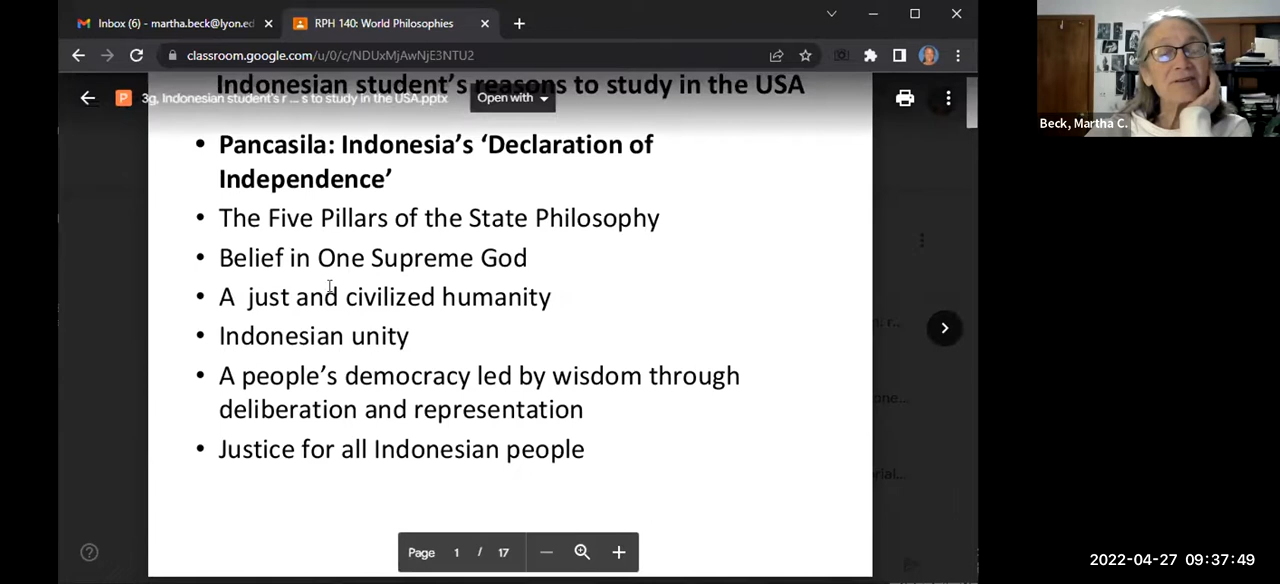 Inbox (6) - martha.beck@lyon.ed
RPH 140: World Philosophies
classroom.google.com/u/0/c/NDUxMjAwNjE3NTU2
Indonesian student's reasons to study in the USA
3g, Indonesian student's r ... s to study in the USA.pptx
Open with
• Pancasila: Indonesia’s ‘Declaration of
Independence’
• The Five Pillars of the State Philosophy
• Belief in One Supreme God
• A just and civilized humanity
• Indonesian unity
• A people’s democracy led by wisdom through
deliberation and representation
• Justice for all Indonesian people
Page 1 / 17
Beck, Martha C.
2022-04-27 09:37:49